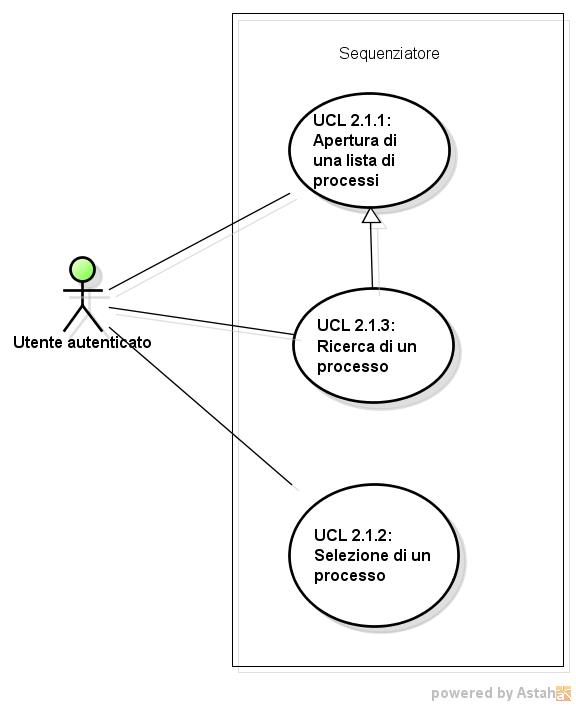 Sequenziatore
UCL 2.1.1:
Apertura di
una lista di
processi
UCL 2.1.3:
Ricerca di un
processo
Utente autenticato
UCL 2.1.2:
Selezione di un
processo
powered by Astah